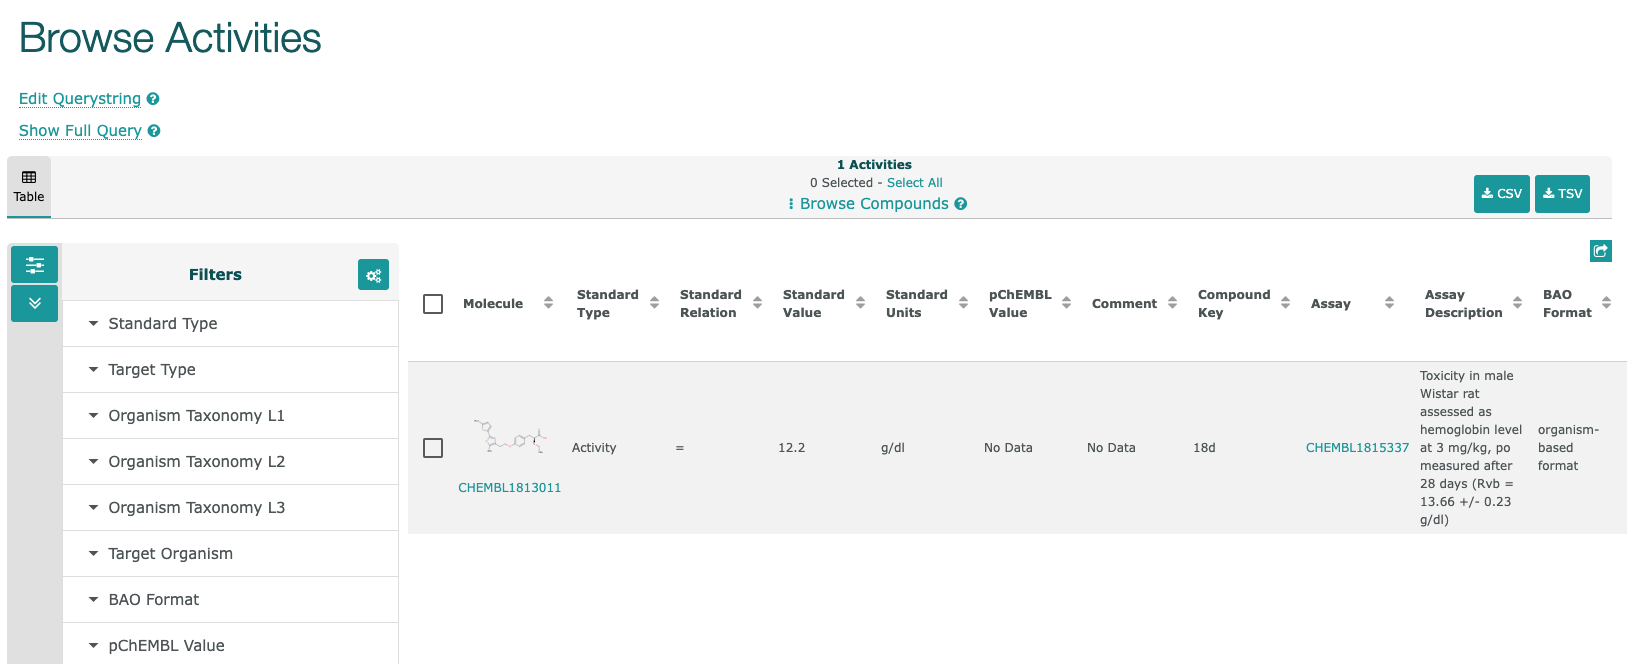 Browse Activities
Edit Querystring
Show Full Query
Table
1 Activities
0 Selected - Select All
Browse Compounds
CSV
TSV
Filters
Standard Type
Target Type
Organism Taxonomy L1
Organism Taxonomy L2
Organism Taxonomy L3
Target Organism
BAO Format
pChEMBL Value
Molecule
Standard
Type
Standard
Relation
Standard
Value
Standard
Units
pChEMBL
Value
Comment
Compound
Key
Assay
Assay
Description
BAO
Format
CHEMBL1813011
Activity
=
12.2
g/dl
No Data
No Data
18d
CHEMBL1815337
Toxicity in male
Wistar rat
assessed as
hemoglobin level
at 3 mg/kg, po
measured after
28 days (Rvb =
13.66 +/- 0.23
g/dl)
organism-
based
format